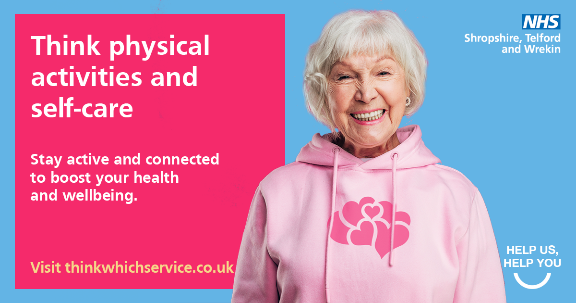 Think physical
activities and
self-care
Stay active and connected
to boost your health
and wellbeing.
Visit thinkwhichservice.co.uk
NHS
Shropshire, Telford
and Wrekin
HELP US,
HELP YOU